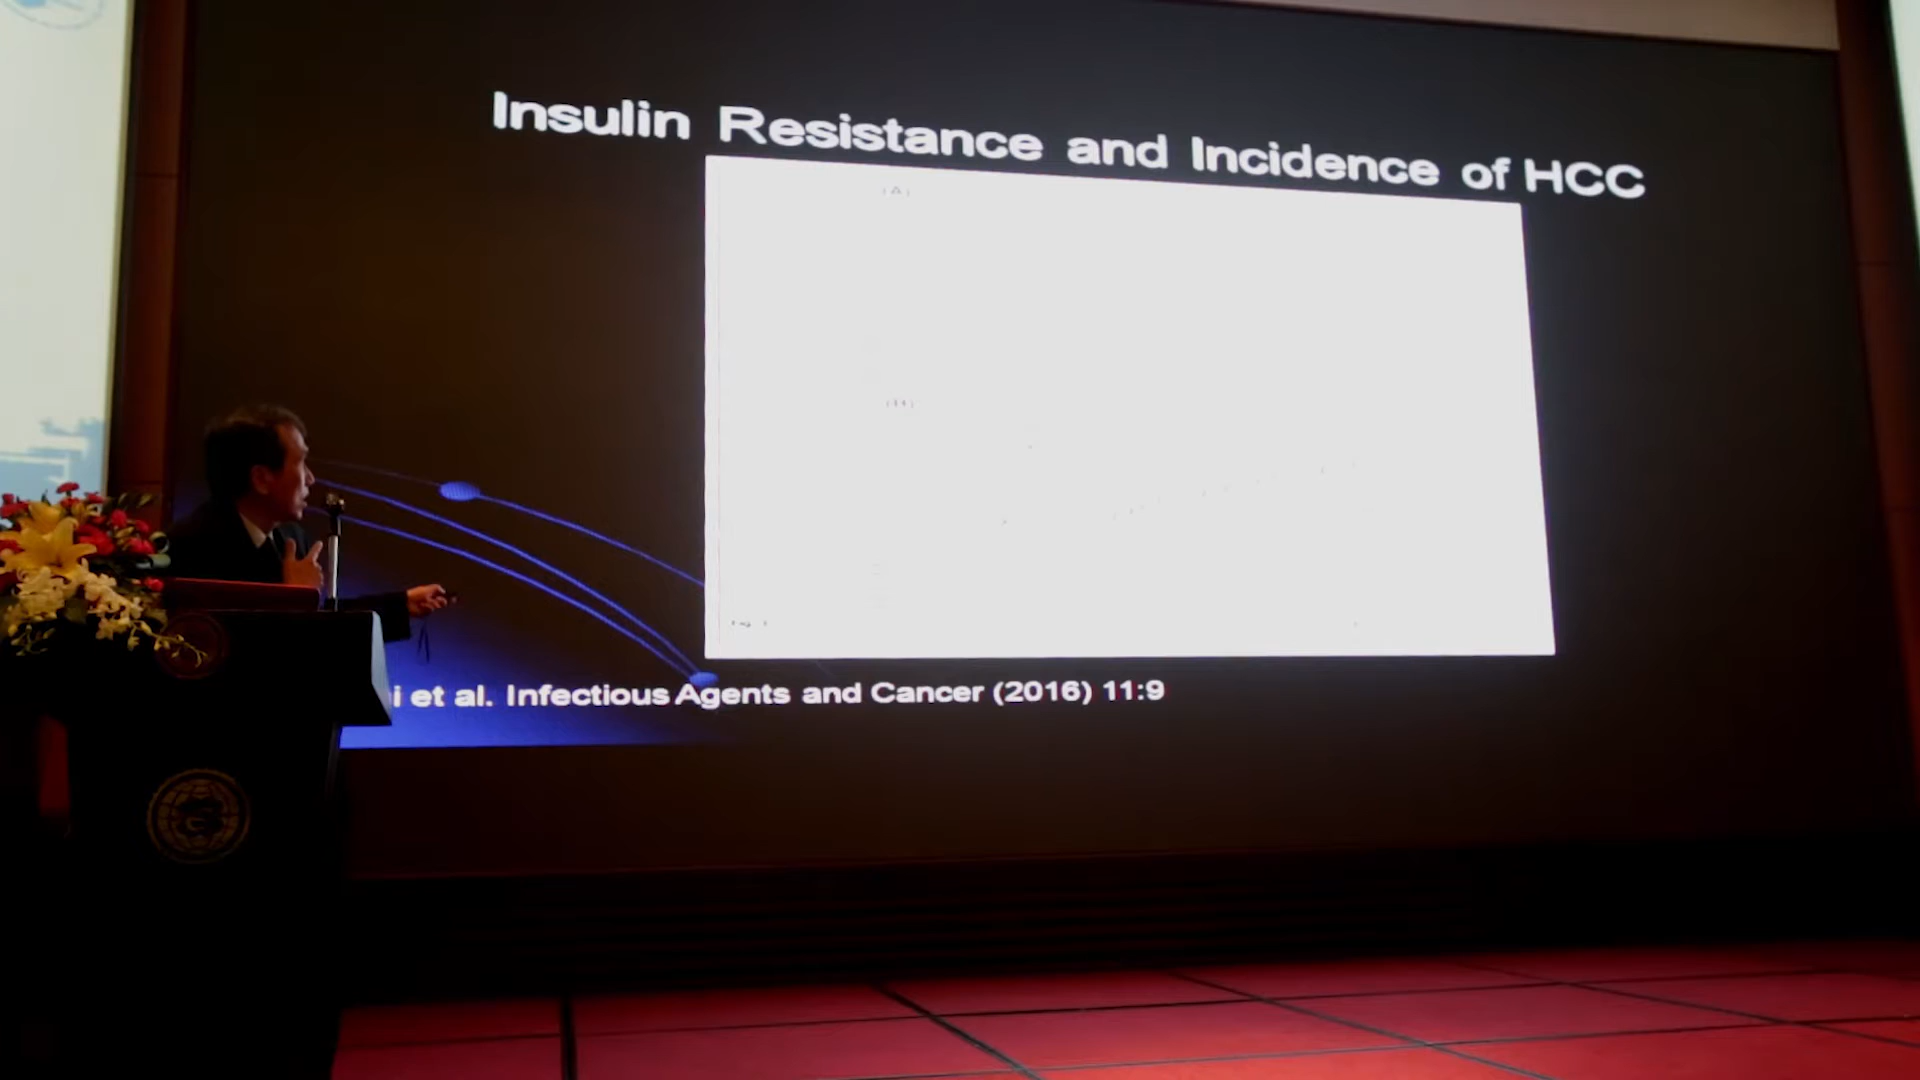 Insulin Resistance and Incidence of HCC
(A)
i et al. Infectious Agents and Cancer (2016) 11:9